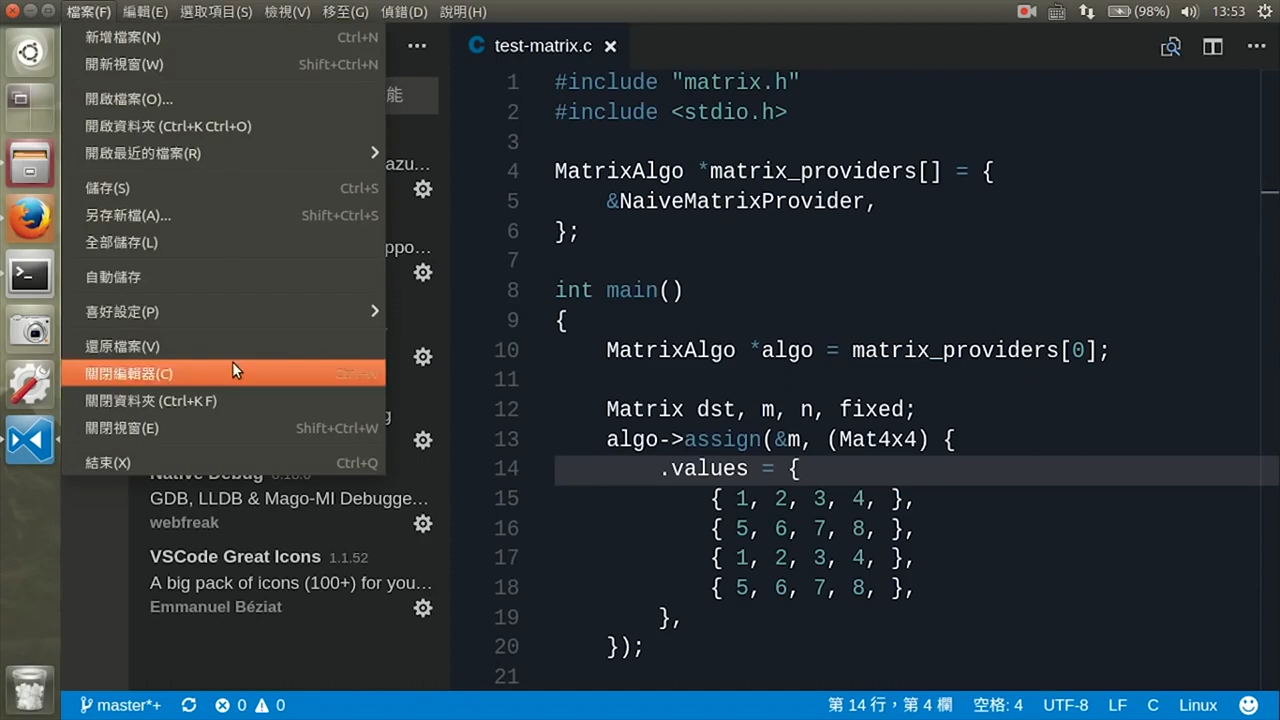 檔案(F) 編輯(E) 選取項目(S) 檢視(V) 移至(G) 偵錯(D) 說明(H)
(98%) 13:53
新增檔案(N) Ctrl+N
開新視窗(W) Shift+Ctrl+N
開啟檔案(O)...
開啟資料夾 (Ctrl+K Ctrl+O)
開啟最近的檔案(R)
儲存(S) Ctrl+S
另存新檔(A)... Shift+Ctrl+S
全部儲存(L)
自動儲存
喜好設定(P)
還原檔案(V)
關閉編輯器(C) Ctrl+W
關閉資料夾 (Ctrl+K F)
關閉視窗(E) Shift+Ctrl+W
結束(X) Ctrl+Q
能
azu...
ppo...
Native Debug
GDB, LLDB & Mago-MI Debugge...
webfreak
VSCode Great Icons 1.1.52
A big pack of icons (100+) for you...
Emmanuel Béziat
test-matrix.c
1 #include "matrix.h"
2 #include <stdio.h>
3
4 MatrixAlgo *matrix_providers[] = {
5 &NaiveMatrixProvider,
6 };
7
8 int main()
9 {
10 MatrixAlgo *algo = matrix_providers[0];
11
12 Matrix dst, m, n, fixed;
13 algo->assign(&m, (Mat4x4) {
14 .values = {
15 { 1, 2, 3, 4, },
16 { 5, 6, 7, 8, },
17 { 1, 2, 3, 4, },
18 { 5, 6, 7, 8, },
19 },
20 });
21
master*+ 0 0 第 14 行，第 4 欄 空格: 4 UTF-8 LF C Linux